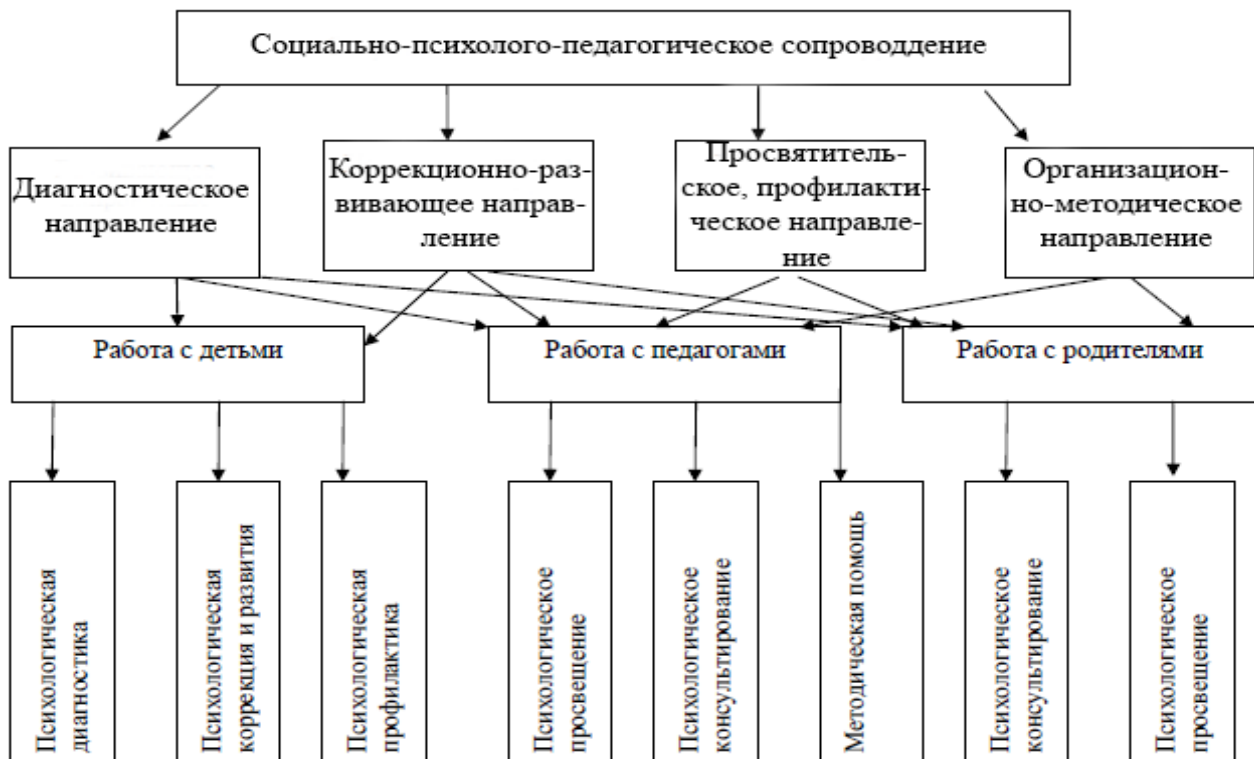 Социально-психолого-педагогическое сопроводдение
Диагностическое
направление
Коррекционно-раз-
вивающее направ-
ление
Просвятитель-
ское, профилакти-
ческое направле-
ние
Организацион-
но-методическое
направление
Работа с детьми
Работа с педагогами
Работа с родителями
Психологическая
диагностика
Психологическая
коррекция и развития
Психологическая
профилактика
Психологическое
просвещение
Психологическое
консультирование
Методическая помощь
Психологическое
консультирование
Психологическое
просвещение